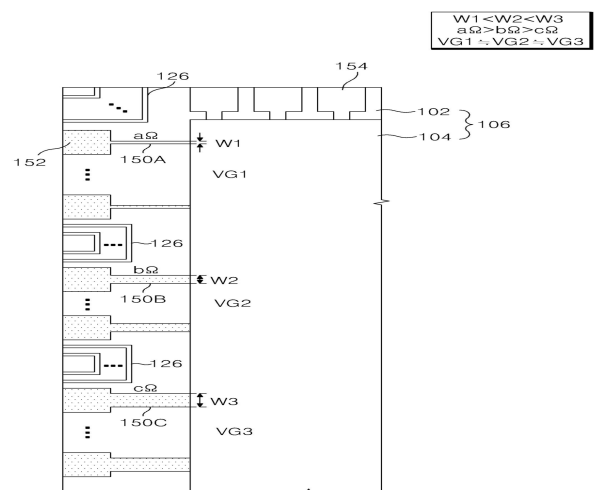 W1<W2<W3
aΩ>bΩ>cΩ
VG1≒VG2≒VG3
154
126
102
106
104
aΩ
W1
152
150A
VG1
126
bΩ
W2
150B
VG2
126
cΩ
W3
150C
VG3